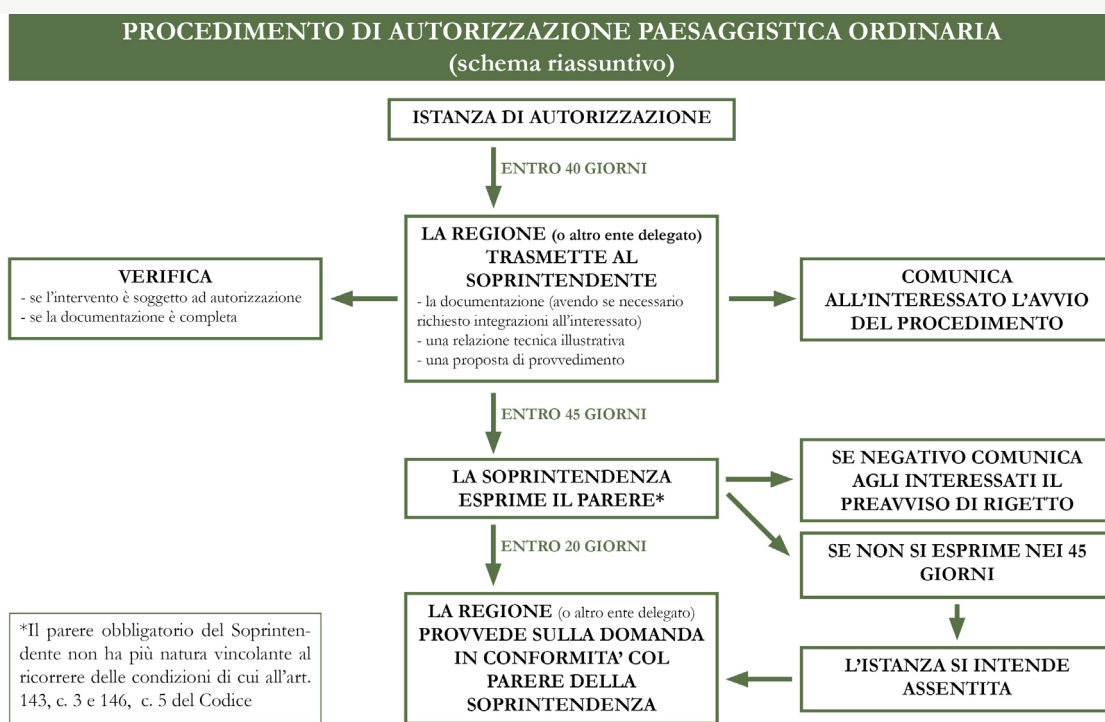 PROCEDIMENTO DI AUTORIZZAZIONE PAESAGGISTICA ORDINARIA
(schema riassuntivo)
ISTANZA DI AUTORIZZAZIONE
ENTRO 40 GIORNI
VERIFICA
- se l'intervento è soggetto ad autorizzazione
- se la documentazione è completa
LA REGIONE (o altro ente delegato)
TRASMETTE AL
SOPRINTENDENTE
- la documentazione (avendo se necessario
richiesto integrazioni all'interessato)
- una relazione tecnica illustrativa
- una proposta di provvedimento
COMUNICA
ALL'INTERESSATO L'AVVIO
DEL PROCEDIMENTO
ENTRO 45 GIORNI
LA SOPRINTENDENZA
ESPRIME IL PARERE*
SE NEGATIVO COMUNICA
AGLI INTERESSATI IL
PREAVVISO DI RIGETTO
ENTRO 20 GIORNI
SE NON SI ESPRIME NEI 45
GIORNI
LA REGIONE (o altro ente delegato)
PROVVEDE SULLA DOMANDA
IN CONFORMITA' COL
PARERE DELLA
SOPRINTENDENZA
L'ISTANZA SI INTENDE
ASSENTITA
*Il parere obbligatorio del Soprinten-
dente non ha più natura vincolante al
ricorrere delle condizioni di cui all'art.
143, c. 3 e 146, c. 5 del Codice